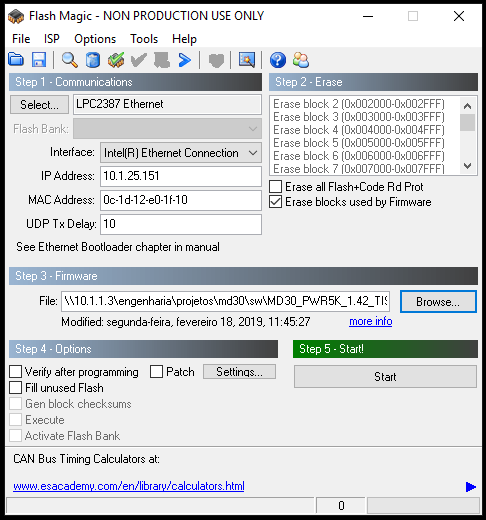 Flash Magic - NON PRODUCTION USE ONLY
File ISP Options Tools Help
Step 1 - Communications
Select... LPC2387 Ethernet
Flash Bank:
Interface: Intel(R) Ethernet Connection
IP Address: 10.1.25.151
MAC Address: 0c-1d-12-e0-1f-10
UDP Tx Delay: 10
See Ethernet Bootloader chapter in manual
Step 2 - Erase
Erase block 2 (0x002000-0x002FFF)
Erase block 3 (0x003000-0x003FFF)
Erase block 4 (0x004000-0x004FFF)
Erase block 5 (0x005000-0x005FFF)
Erase block 6 (0x006000-0x006FFF)
Erase block 7 (0x007000-0x007FFF)
Erase all Flash+Code Rd Prot
Erase blocks used by Firmware
Step 3 - Firmware
File: \\10.1.1.3\engenharia\projetos\md30\sw\MD30_PWR5K_1.42_TIS Browse...
Modified: segunda-feira, fevereiro 18, 2019, 11:45:27 more info
Step 4 - Options
Verify after programming Patch Settings...
Fill unused Flash
Gen block checksums
Execute
Activate Flash Bank
Step 5 - Start!
Start
CAN Bus Timing Calculators at:
www.esacademy.com/en/library/calculators.html
0